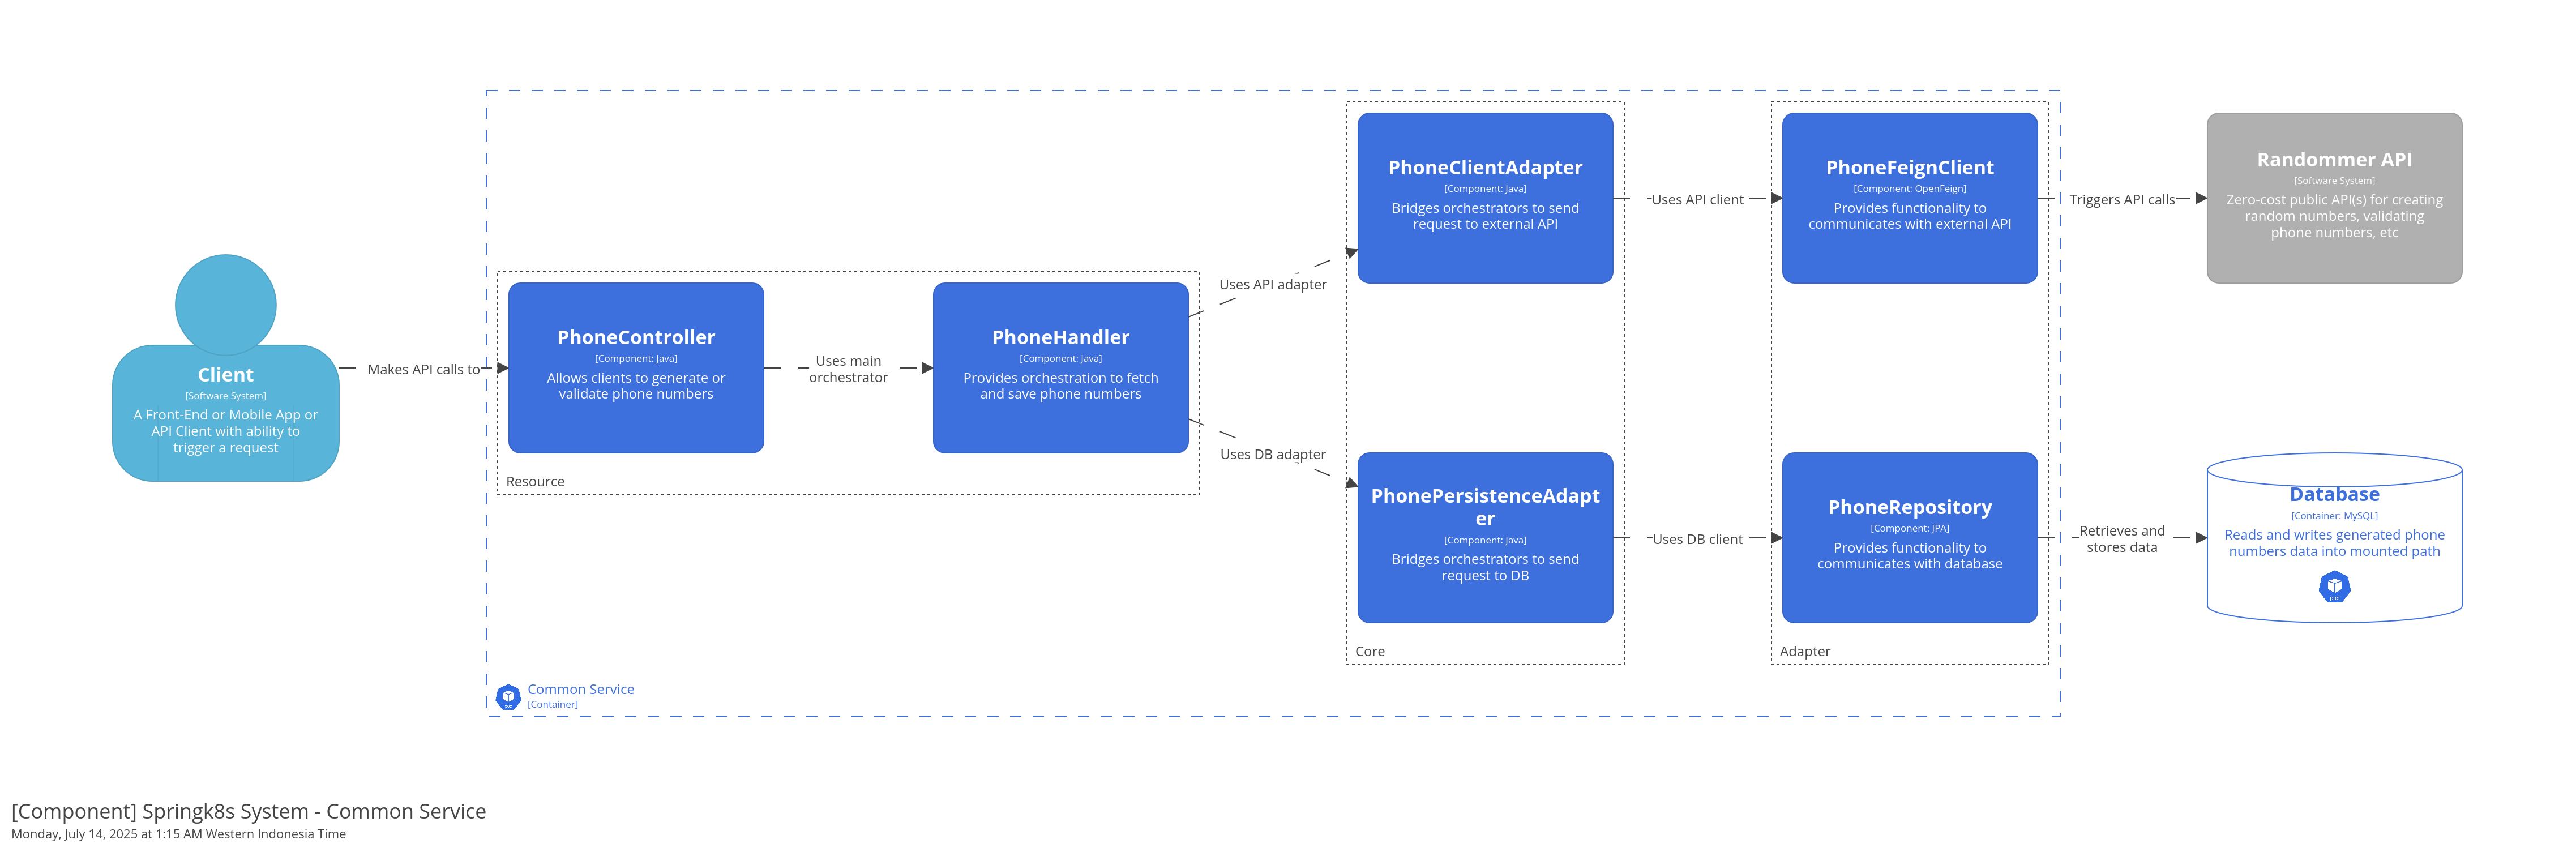 Client
[Software System]
A Front-End or Mobile App or
API Client with ability to
trigger a request
Makes API calls to
PhoneController
[Component: Java]
Allows clients to generate or
validate phone numbers
Uses main
orchestrator
PhoneHandler
[Component: Java]
Provides orchestration to fetch
and save phone numbers
Resource
Uses API adapter
Uses DB adapter
PhoneClientAdapter
[Component: Java]
Bridges orchestrators to send
request to external API
PhonePersistenceAdapt
er
[Component: Java]
Bridges orchestrators to send
request to DB
Core
Uses API client
Uses DB client
PhoneFeignClient
[Component: OpenFeign]
Provides functionality to
communicates with external API
PhoneRepository
[Component: JPA]
Provides functionality to
communicates with database
Adapter
Triggers API calls
Retrieves and
stores data
Randommer API
[Software System]
Zero-cost public API(s) for creating
random numbers, validating
phone numbers, etc
Database
[Container: MySQL]
Reads and writes generated phone
numbers data into mounted path
pod
Common Service
[Container]
[Component] Springk8s System - Common Service
Monday, July 14, 2025 at 1:15 AM Western Indonesia Time